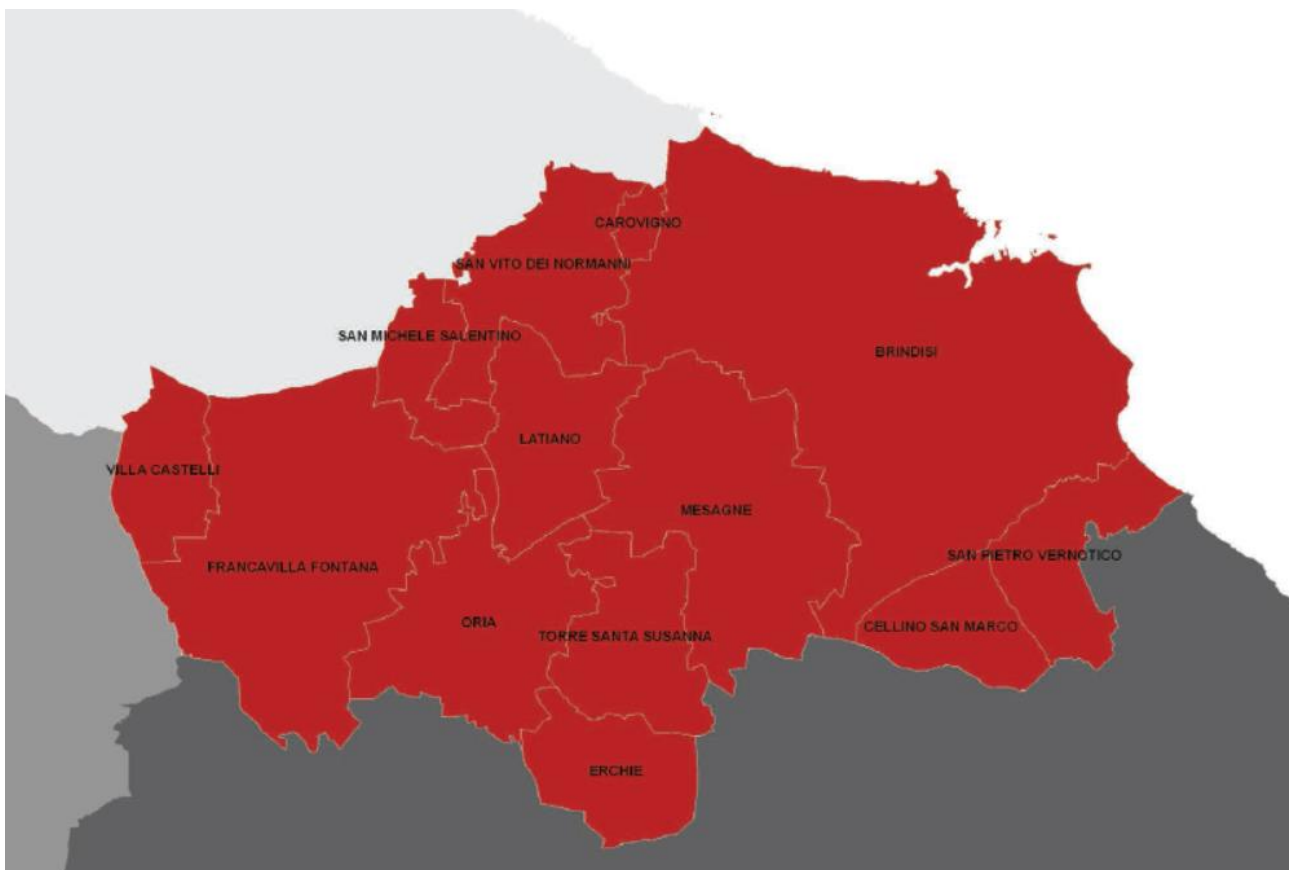 CAROVIGNO
SAN VITO DEI NORMANNI
SAN MICHELE SALENTINO
BRINDISI
LATIANO
VILLA CASTELLI
MESAGNE
SAN PIETRO VERNOTICO
FRANCAVILLA FONTANA
ORIA
CELLINO SAN MARCO
TORRE SANTA SUSANNA
ERCHIE